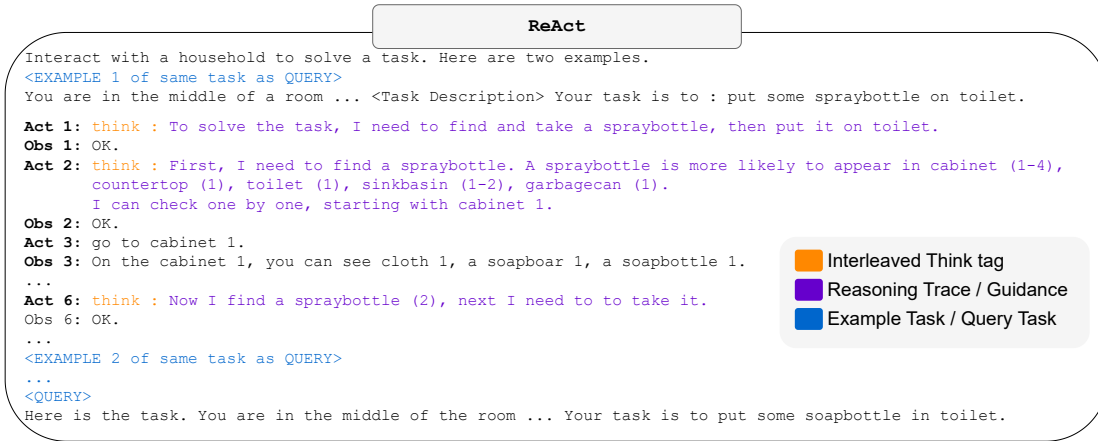 ReAct
Interact with a household to solve a task. Here are two examples.
<EXAMPLE 1 of same task as QUERY>
You are in the middle of a room ... <Task Description> Your task is to : put some spraybottle on toilet.
Act 1: think : To solve the task, I need to find and take a spraybottle, then put it on toilet.
Obs 1: OK.
Act 2: think : First, I need to find a spraybottle. A spraybottle is more likely to appear in cabinet (1-4),
countertop (1), toilet (1), sinkbasin (1-2), garbagecan (1).
I can check one by one, starting with cabinet 1.
Obs 2: OK.
Act 3: go to cabinet 1.
Obs 3: On the cabinet 1, you can see cloth 1, a soapboar 1, a soapbottle 1.
...
Act 6: think : Now I find a spraybottle (2), next I need to to take it.
Obs 6: OK.
...
<EXAMPLE 2 of same task as QUERY>
...
<QUERY>
Here is the task. You are in the middle of the room ... Your task is to put some soapbottle in toilet.
Interleaved Think tag
Reasoning Trace / Guidance
Example Task / Query Task